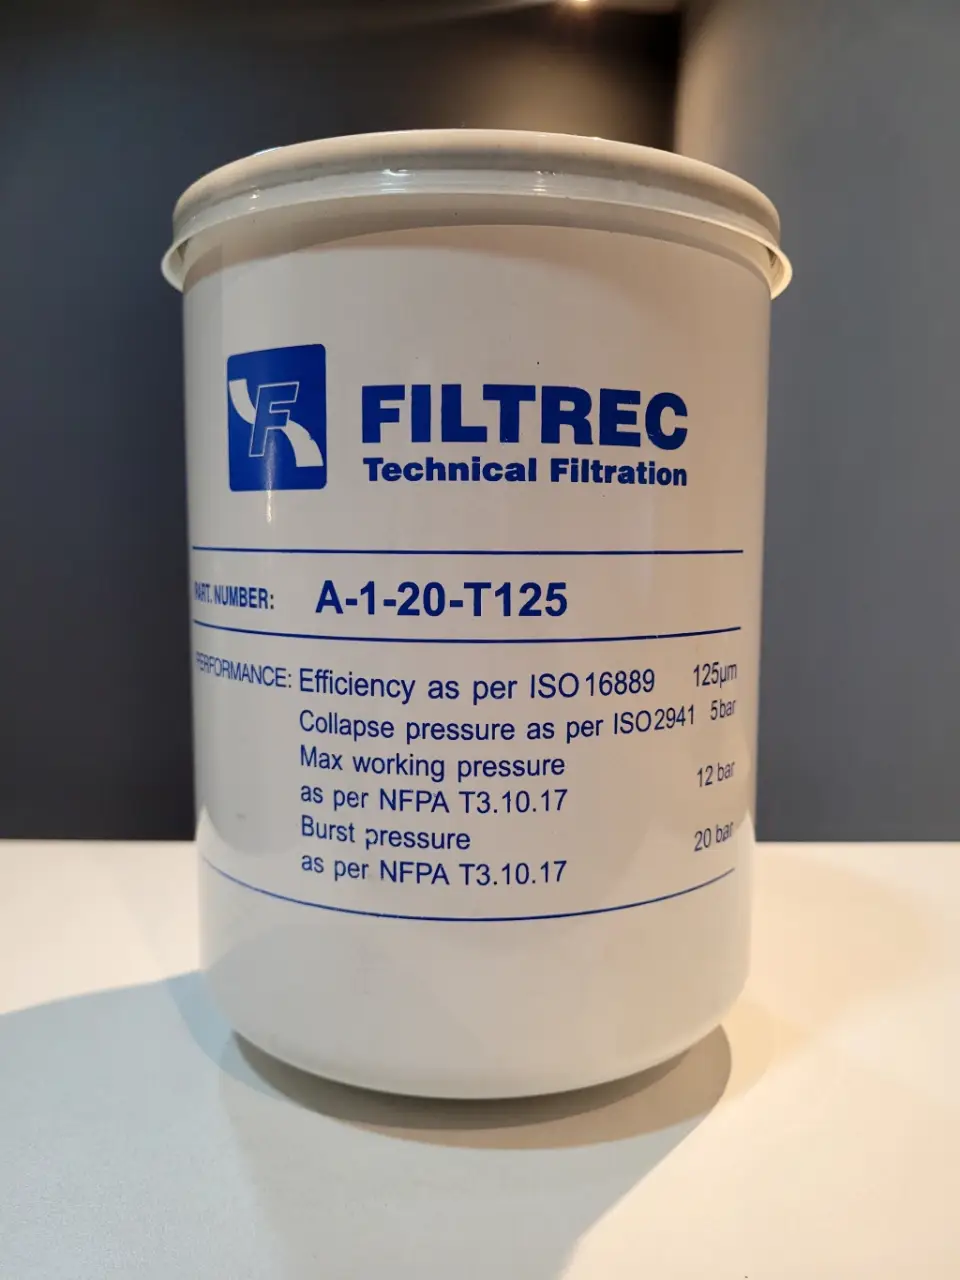 F
FILTREC
Technical Filtration
PART. NUMBER: A-1-20-T125
PERFORMANCE: Efficiency as per ISO 16889 125µm
Collapse pressure as per ISO 2941 5bar
Max working pressure
as per NFPA T3.10.17 12 bar
Burst pressure
as per NFPA T3.10.17 20 bar